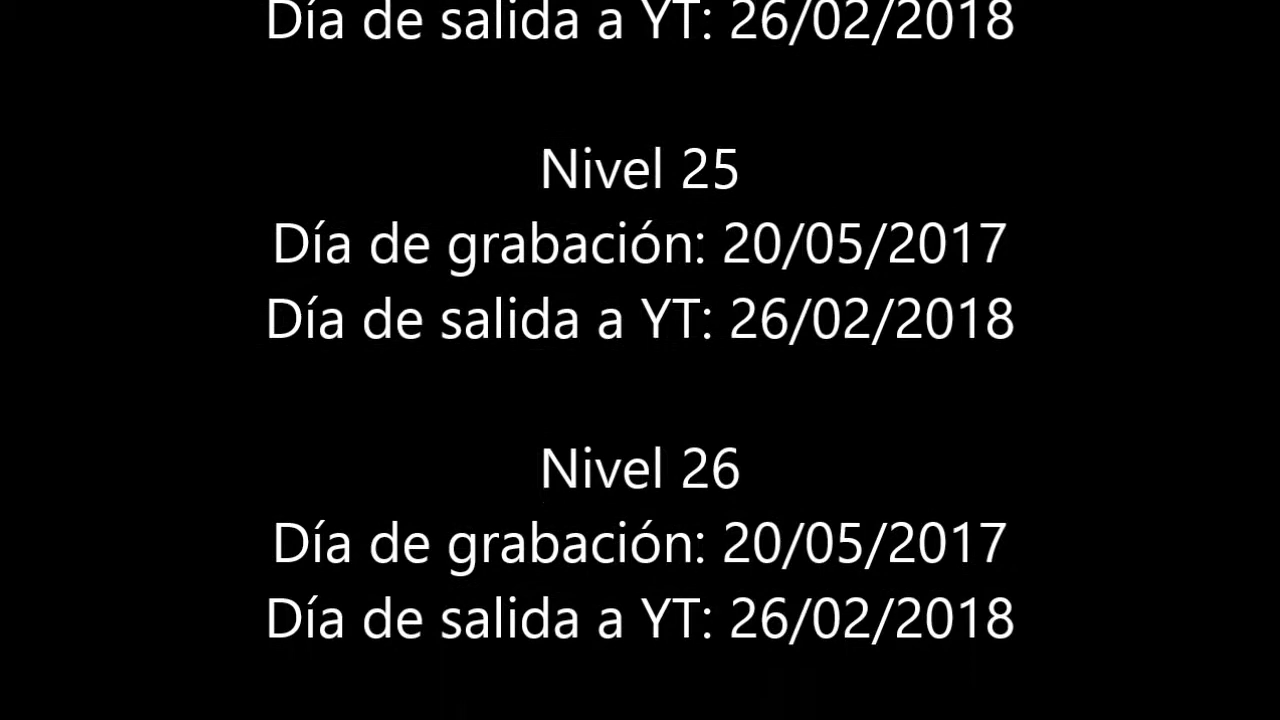 Día de salida a YT: 26/02/2018
Nivel 25
Día de grabación: 20/05/2017
Día de salida a YT: 26/02/2018
Nivel 26
Día de grabación: 20/05/2017
Día de salida a YT: 26/02/2018